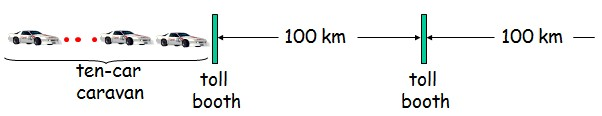 100 km
100 km
ten-car
caravan
toll
booth
toll
booth